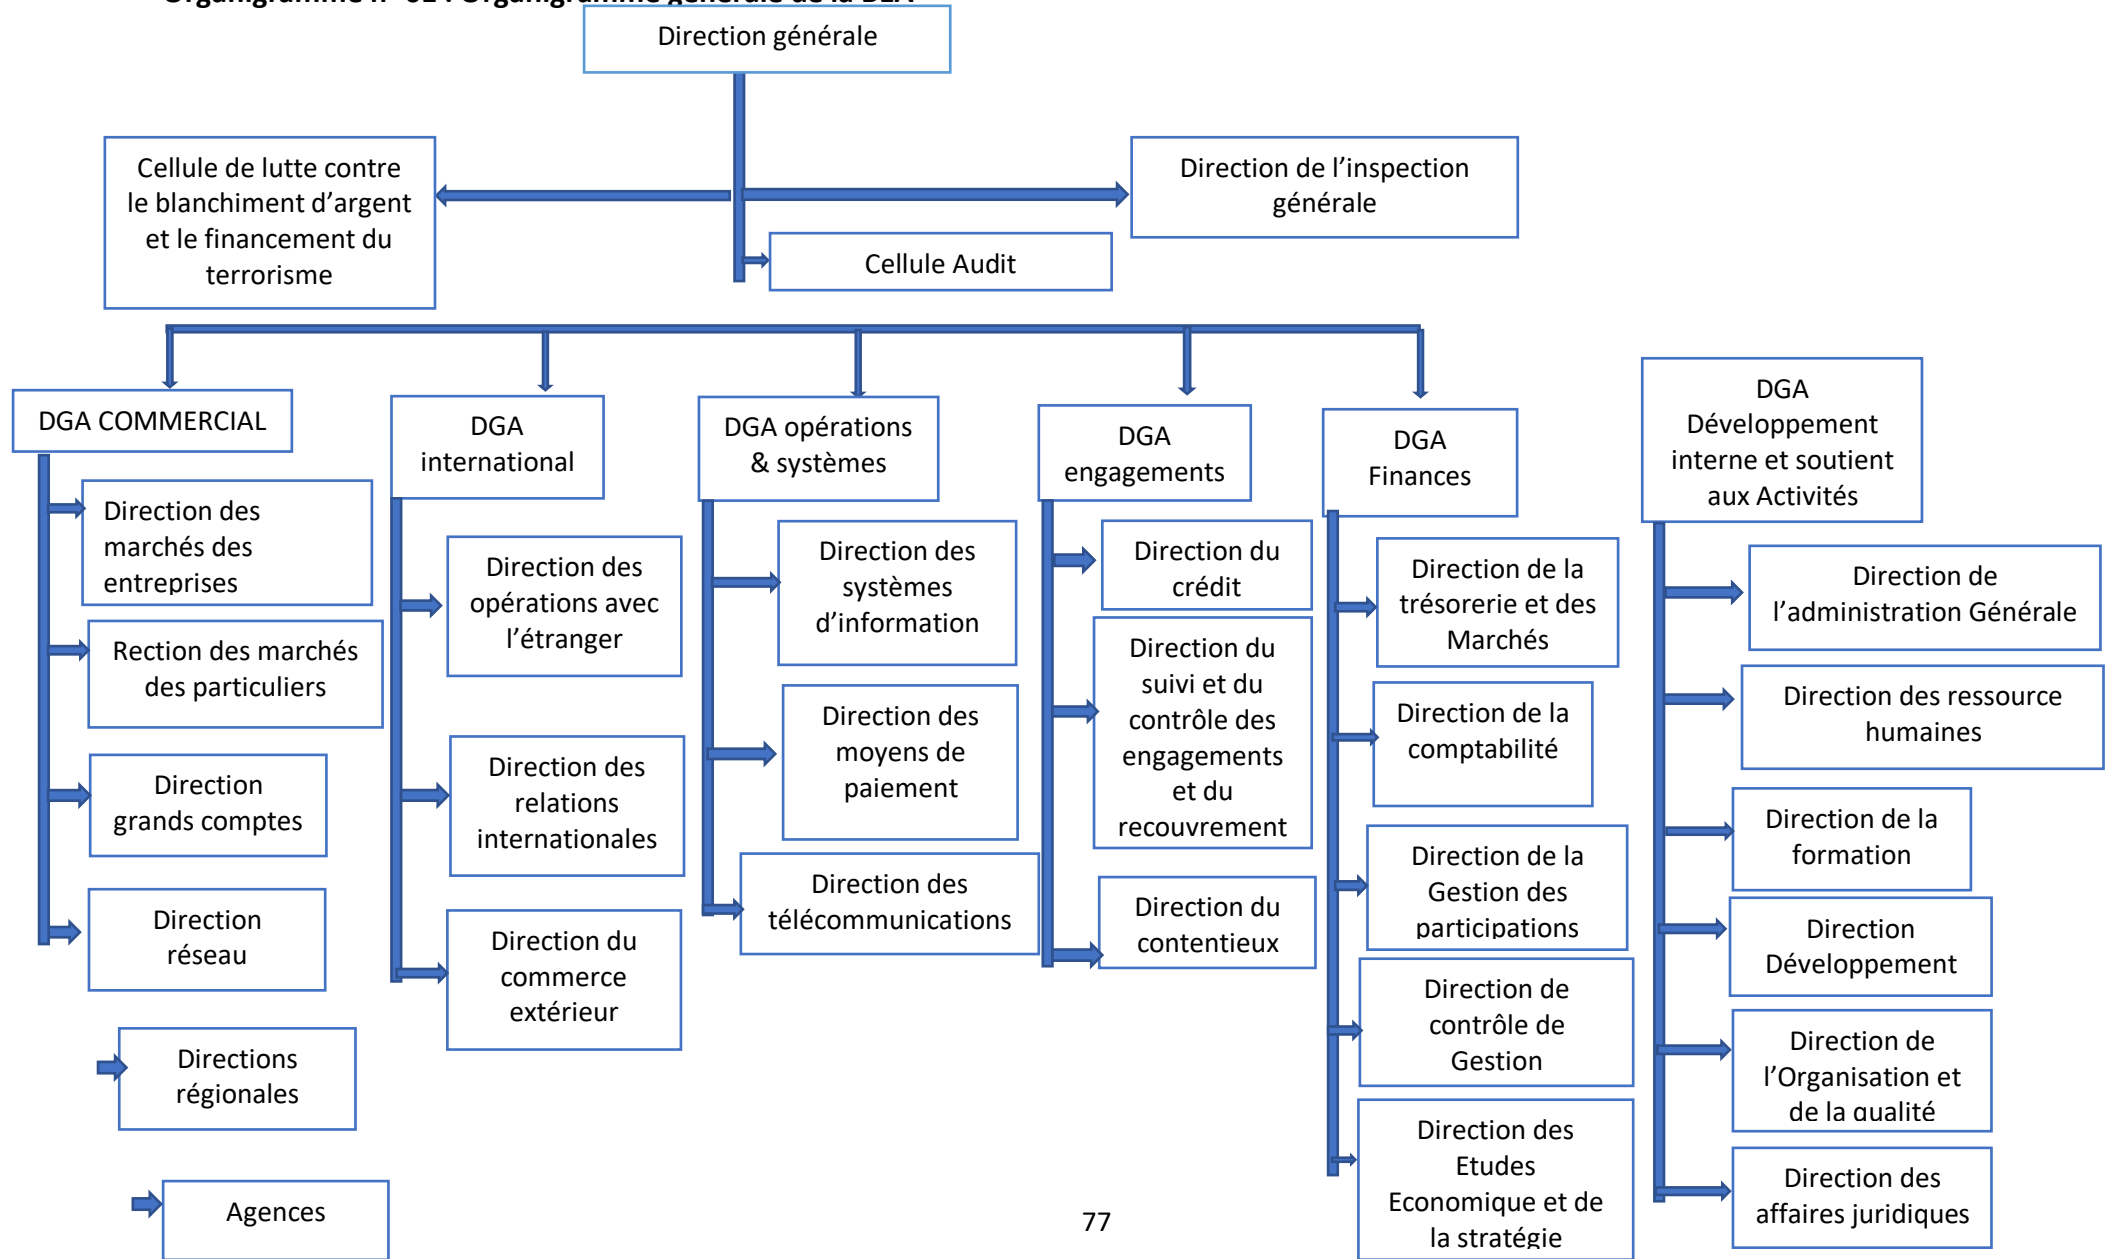 Organigramme n° 01 : Organigramme générale de la BEA
Direction générale
Cellule de lutte contre
le blanchiment d’argent
et le financement du
terrorisme
Direction de l’inspection
générale
Cellule Audit
DGA COMMERCIAL
Direction des
marchés des
entreprises
Rection des marchés
des particuliers
Direction
grands comptes
Direction
réseau
Directions
régionales
Agences
DGA
international
Direction des
opérations avec
l’étranger
Direction des
relations
internationales
Direction du
commerce
extérieur
DGA opérations
& systèmes
Direction des
systèmes
d’information
Direction des
moyens de
paiement
Direction des
télécommunications
DGA
engagements
Direction du
crédit
Direction du
suivi et du
contrôle des
engagements
et du
recouvrement
Direction du
contentieux
DGA
Finances
Direction de la
trésorerie et des
Marchés
Direction de la
comptabilité
Direction de la
Gestion des
participations
Direction de
contrôle de
Gestion
Direction des
Etudes
Economique et de
la stratégie
DGA
Développement
interne et soutient
aux Activités
Direction de
l’administration Générale
Direction des ressource
humaines
Direction de la
formation
Direction
Développement
Direction de
l’Organisation et
de la qualité
Direction des
affaires juridiques
77